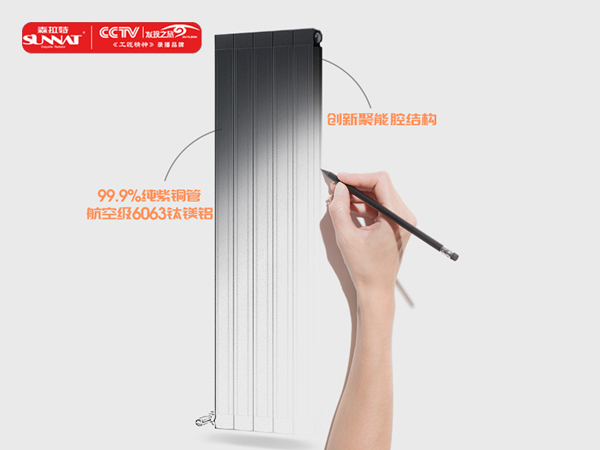 森拉特
SUNNAT®
CCTV 发现之旅
《工匠精神》 录播品牌
创新聚能腔结构
99.9%纯紫铜管
航空级6063钛镁铝